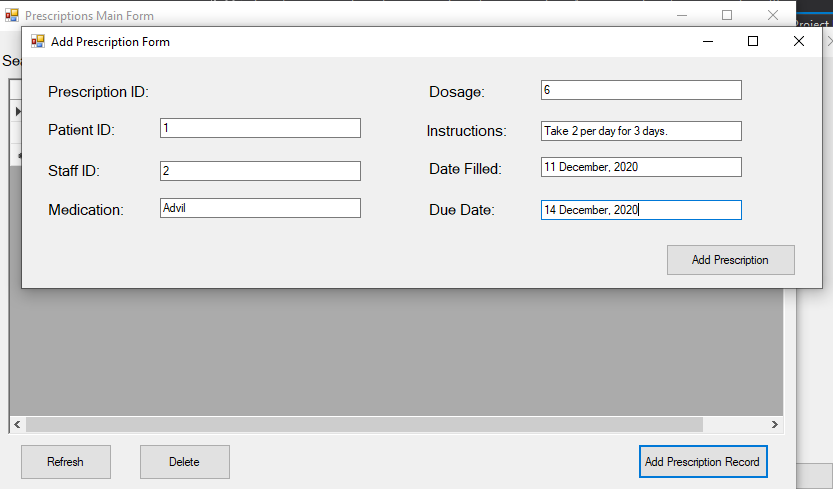 Prescriptions Main Form
Project
Add Prescription Form
Prescription ID:
Patient ID: 1
Staff ID: 2
Medication: Advil
Dosage: 6
Instructions: Take 2 per day for 3 days.
Date Filled: 11 December, 2020
Due Date: 14 December, 2020
Add Prescription
Refresh
Delete
Add Prescription Record